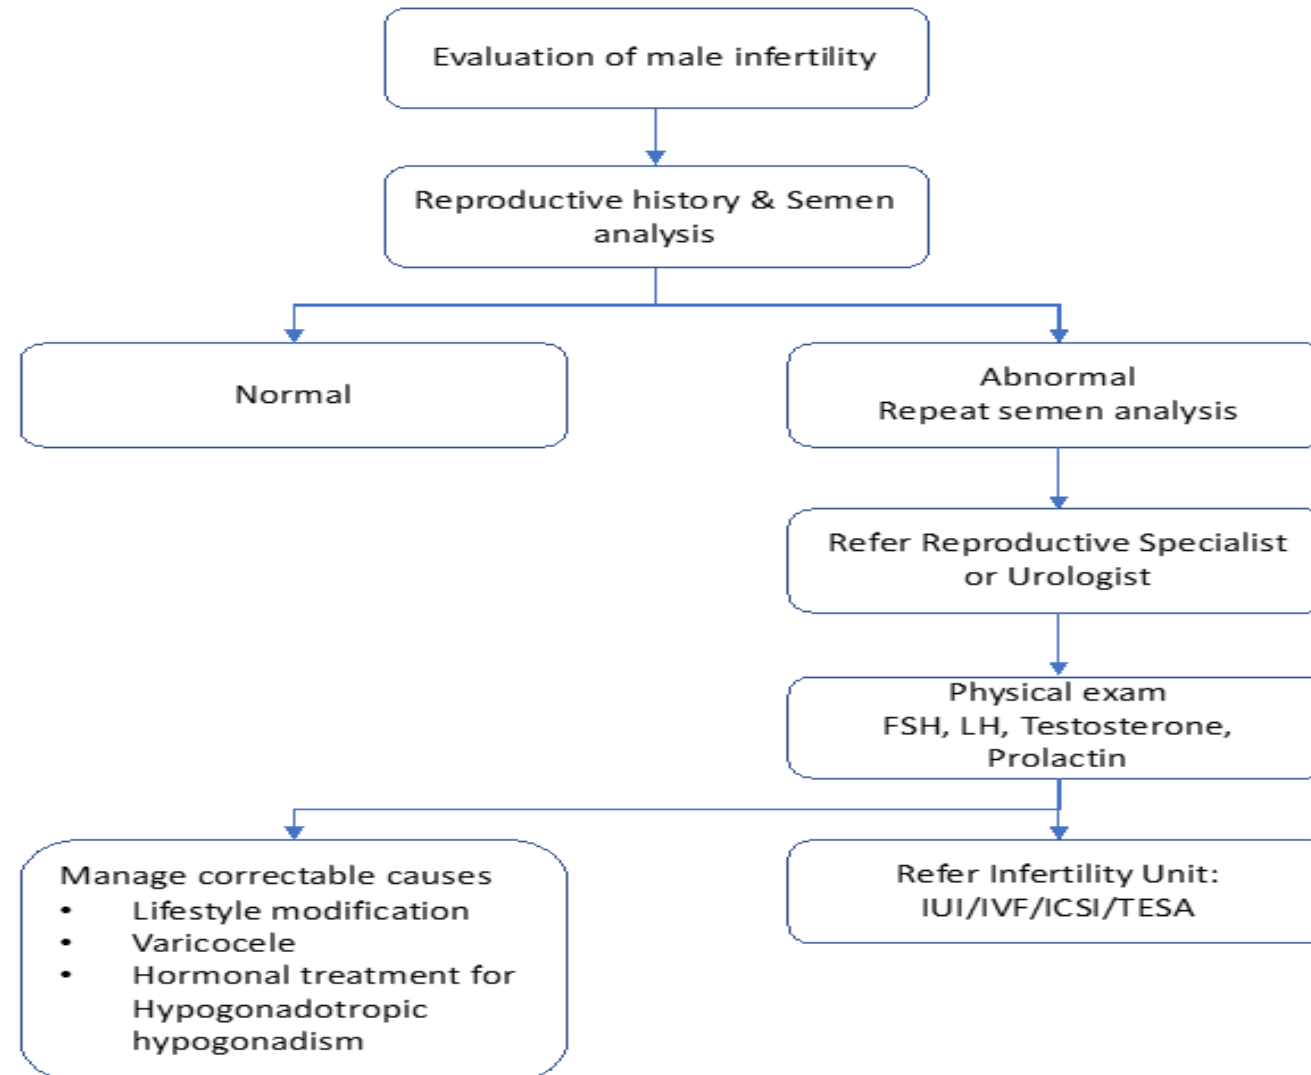 Evaluation of male infertility
Reproductive history & Semen
analysis
Normal
Abnormal
Repeat semen analysis
Refer Reproductive Specialist
or Urologist
Physical exam
FSH, LH, Testosterone,
Prolactin
Manage correctable causes
• Lifestyle modification
• Varicocele
• Hormonal treatment for
Hypogonadotropic
hypogonadism
Refer Infertility Unit:
IUI/IVF/ICSI/TESA